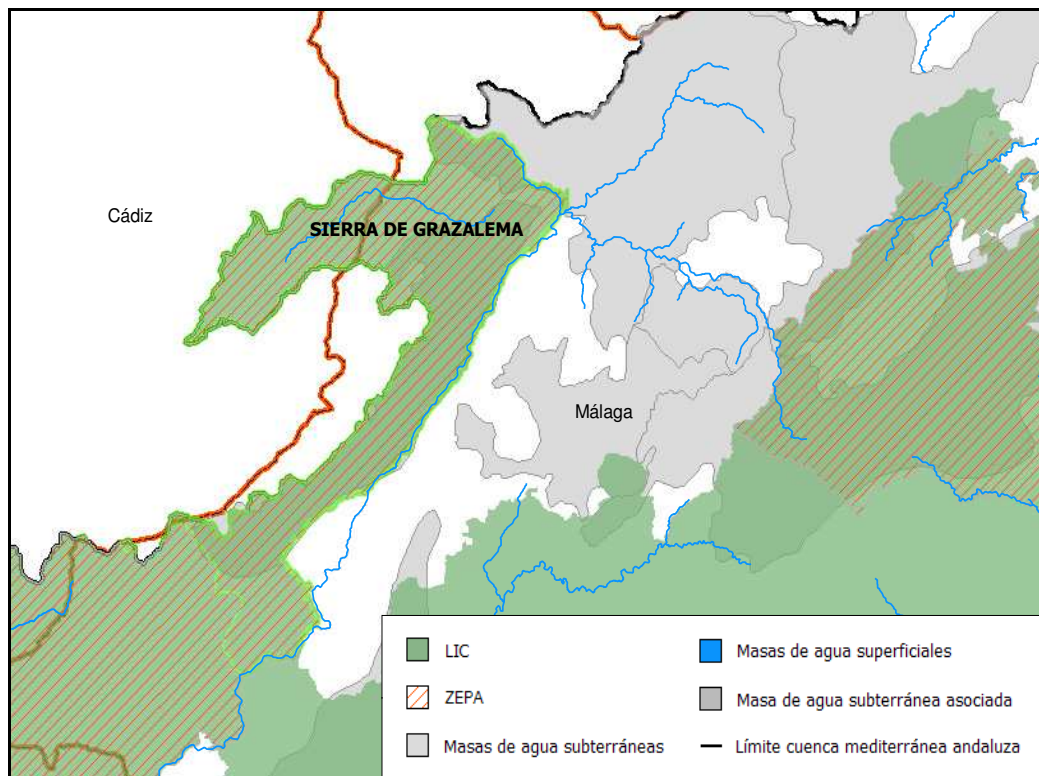 Cádiz
SIERRA DE GRAZALEMA
Málaga
LIC
ZEPA
Masas de agua subterráneas
Masas de agua superficiales
Masa de agua subterránea asociada
Límite cuenca mediterránea andaluza